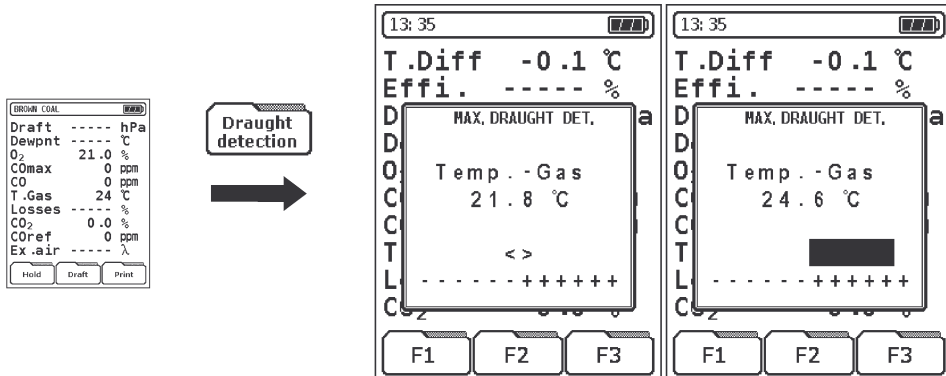 BROWN COAL
Draft ----- hPa
Dewpnt ----- °C
O₂ 21.0 %
COmax 0 ppm
CO 0 ppm
T.Gas 24 °C
Losses ----- %
CO₂ 0.0 %
COref 0 ppm
Ex.air ----- λ
Hold Draft Print
Draught
detection
13:35
T.Diff -0.1 °C
Effi. ----- %
MAX. DRAUGHT DET.
Temp.-Gas
21.8 °C
<>
------++++++
F1 F2 F3
13:35
T.Diff -0.1 °C
Effi. ----- %
MAX. DRAUGHT DET.
Temp.-Gas
24.6 °C
------++++++
F1 F2 F3